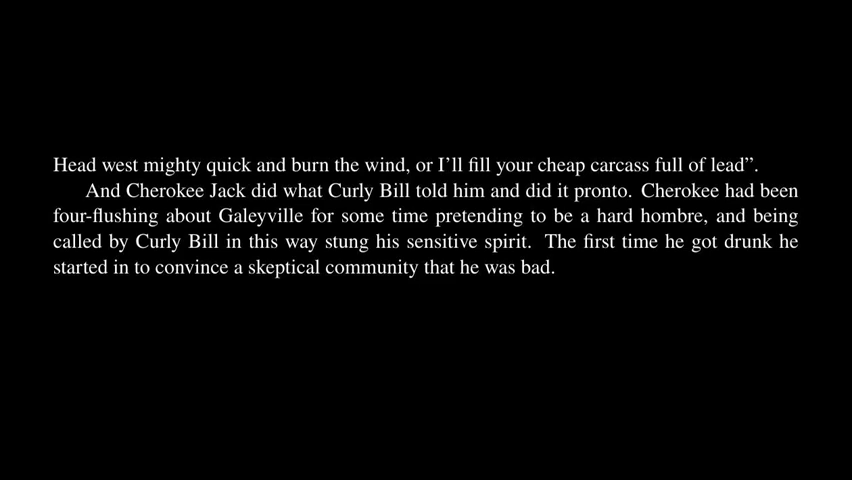 Head west mighty quick and burn the wind, or I’ll fill your cheap carcass full of lead”.
And Cherokee Jack did what Curly Bill told him and did it pronto. Cherokee had been
four-flushing about Galeyville for some time pretending to be a hard hombre, and being
called by Curly Bill in this way stung his sensitive spirit. The first time he got drunk he
started in to convince a skeptical community that he was bad.